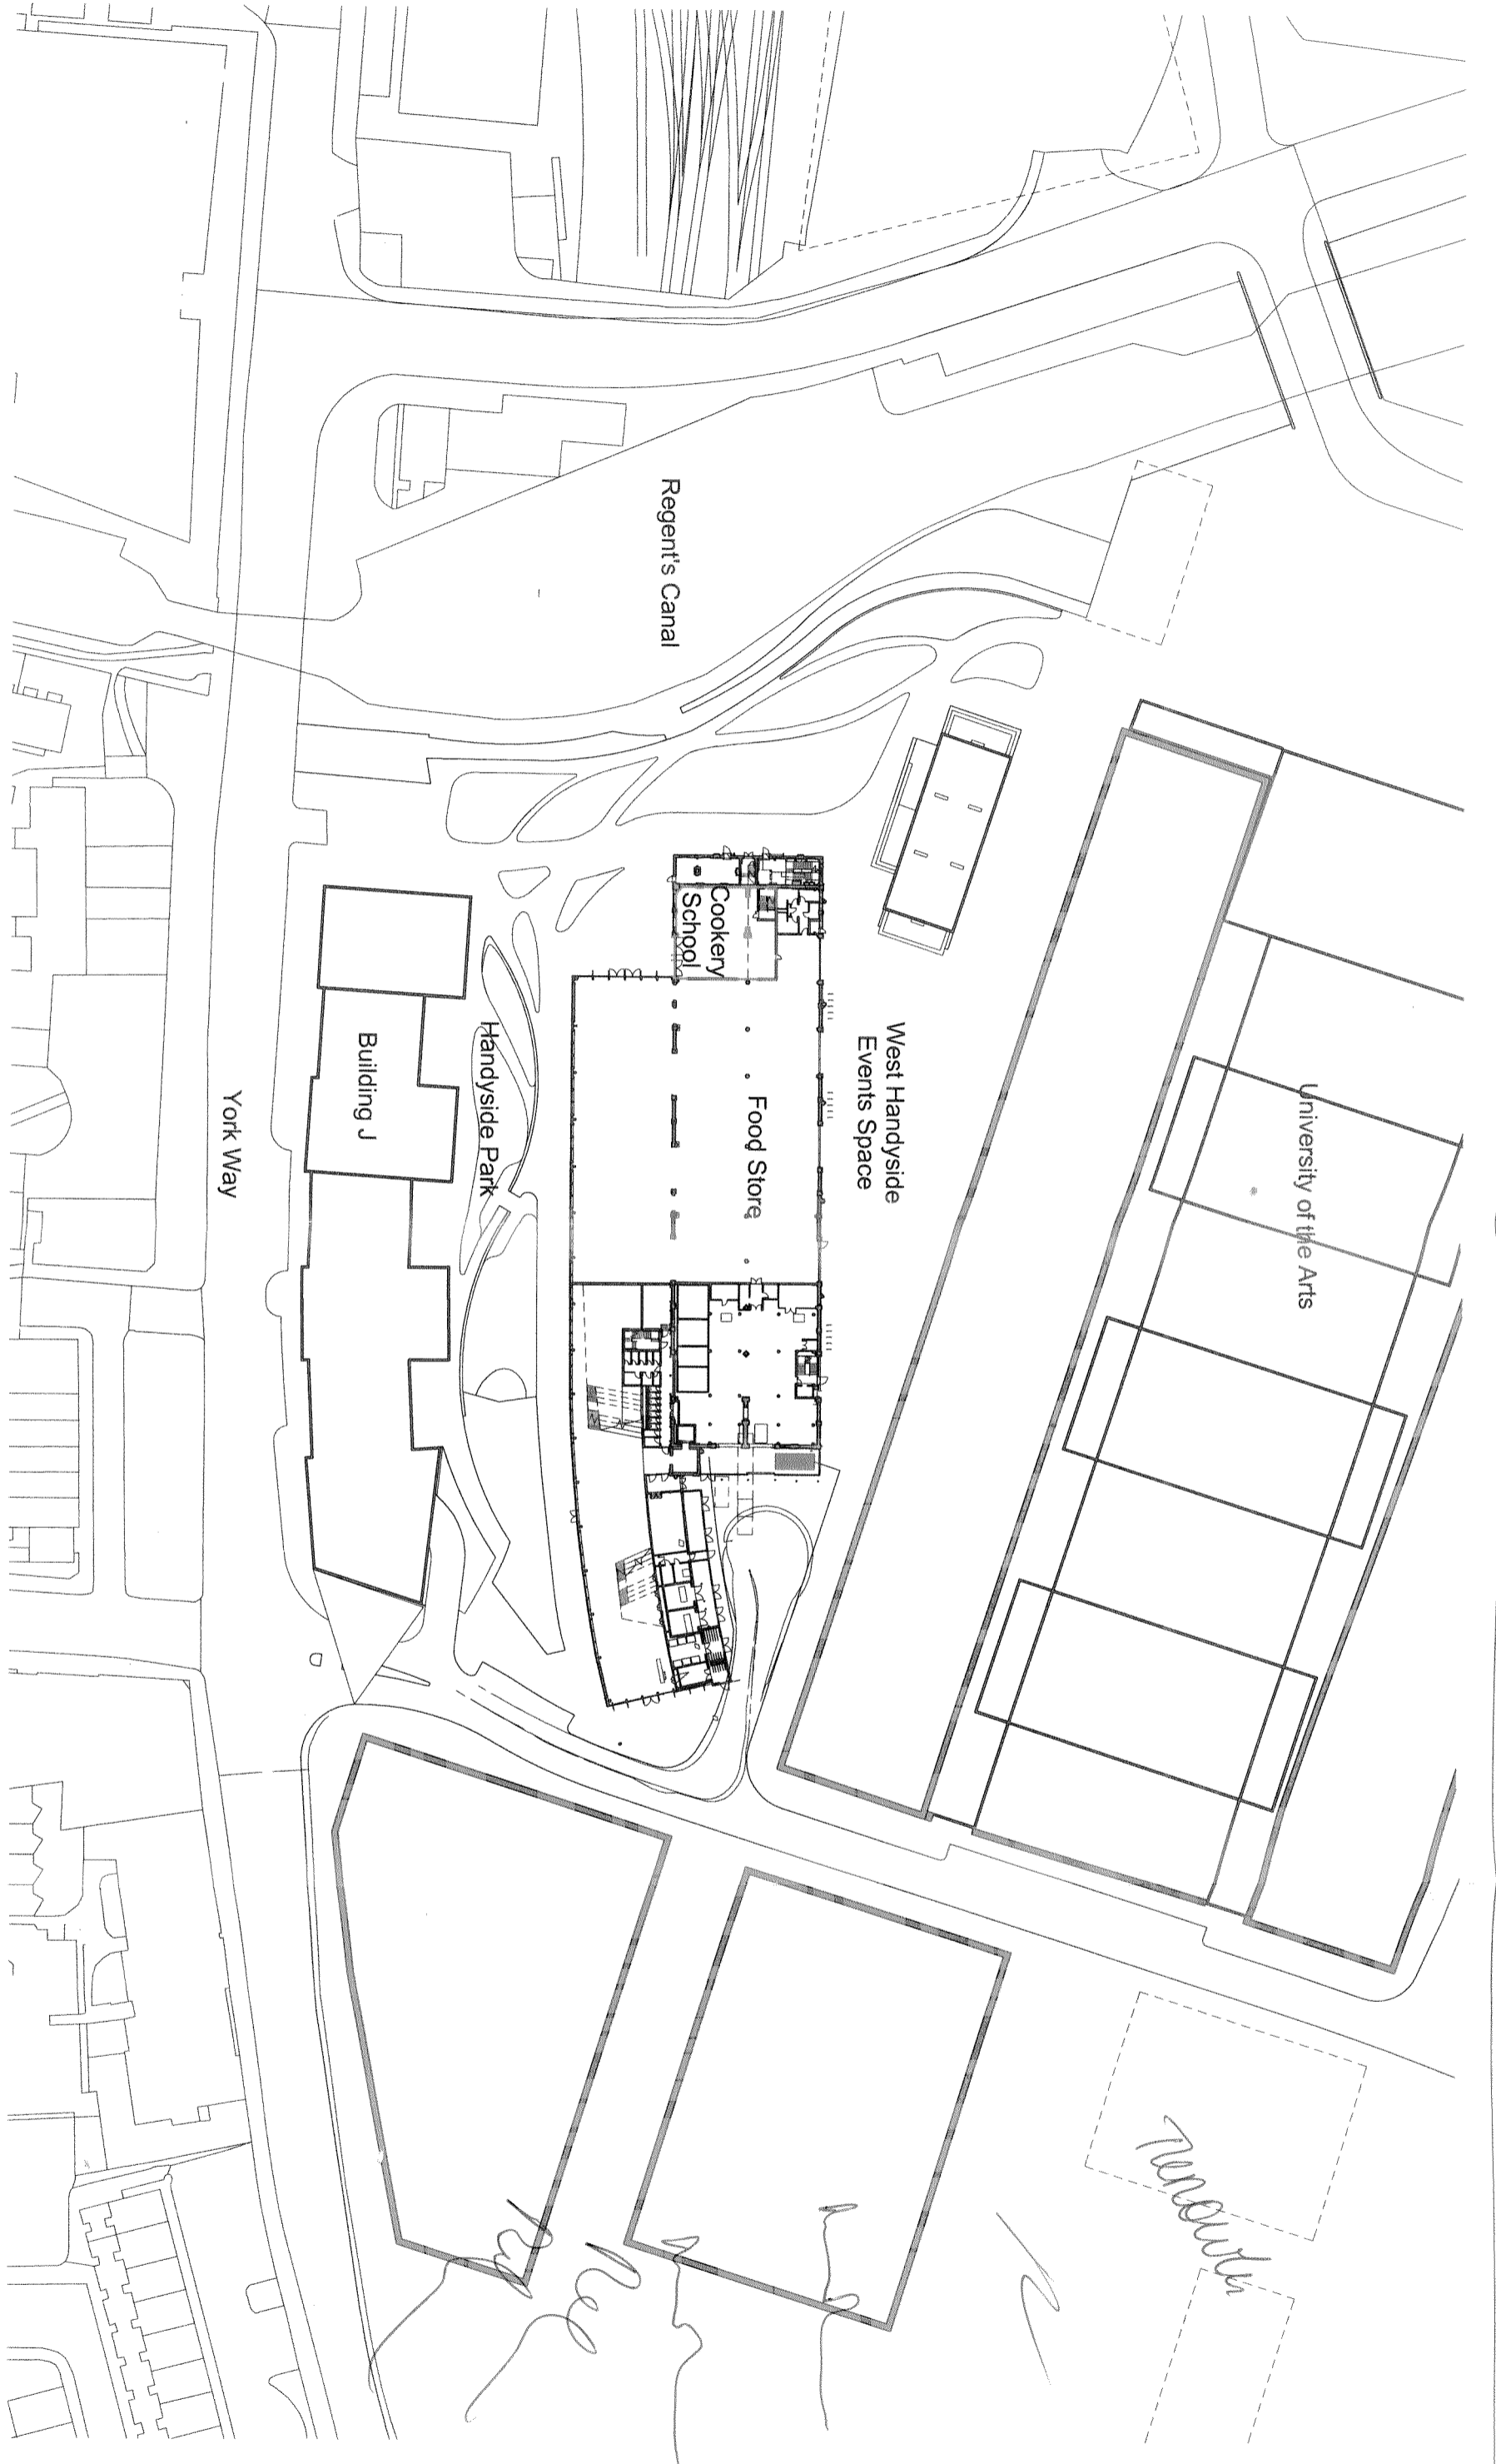 University of the Arts
West Handyside
Events Space
Food Store
Cookery
School
Regent's Canal
Handyside Park
Building J
York Way